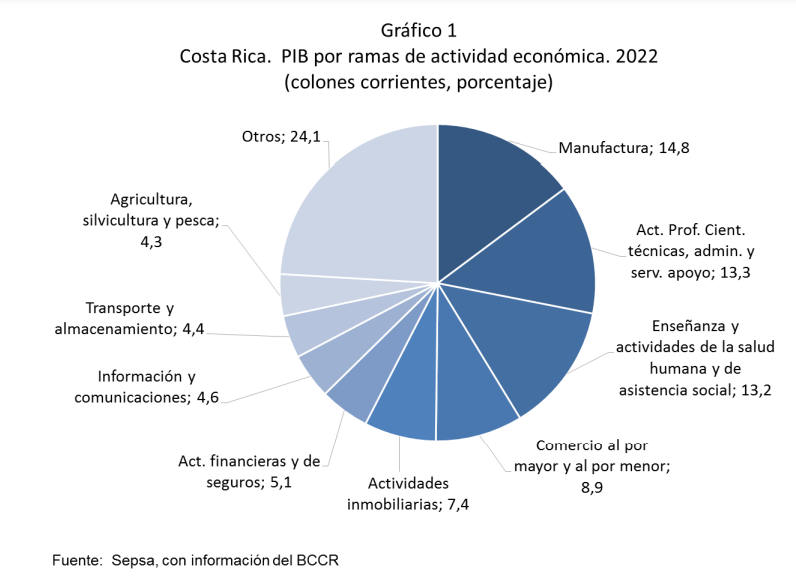 Gráfico 1
Costa Rica.  PIB por ramas de actividad económica. 2022
(colones corrientes, porcentaje)
Manufactura; 14,8
Act. Prof. Cient.
técnicas, admin. y
serv. apoyo; 13,3
Enseñanza y
actividades de la salud
humana y de
asistencia social; 13,2
Comercio al por
mayor y al por menor;
8,9
Actividades
inmobiliarias; 7,4
Act. financieras y de
seguros; 5,1
Información y
comunicaciones; 4,6
Transporte y
almacenamiento; 4,4
Agricultura,
silvicultura y pesca;
4,3
Otros; 24,1
Fuente:  Sepsa, con información del BCCR